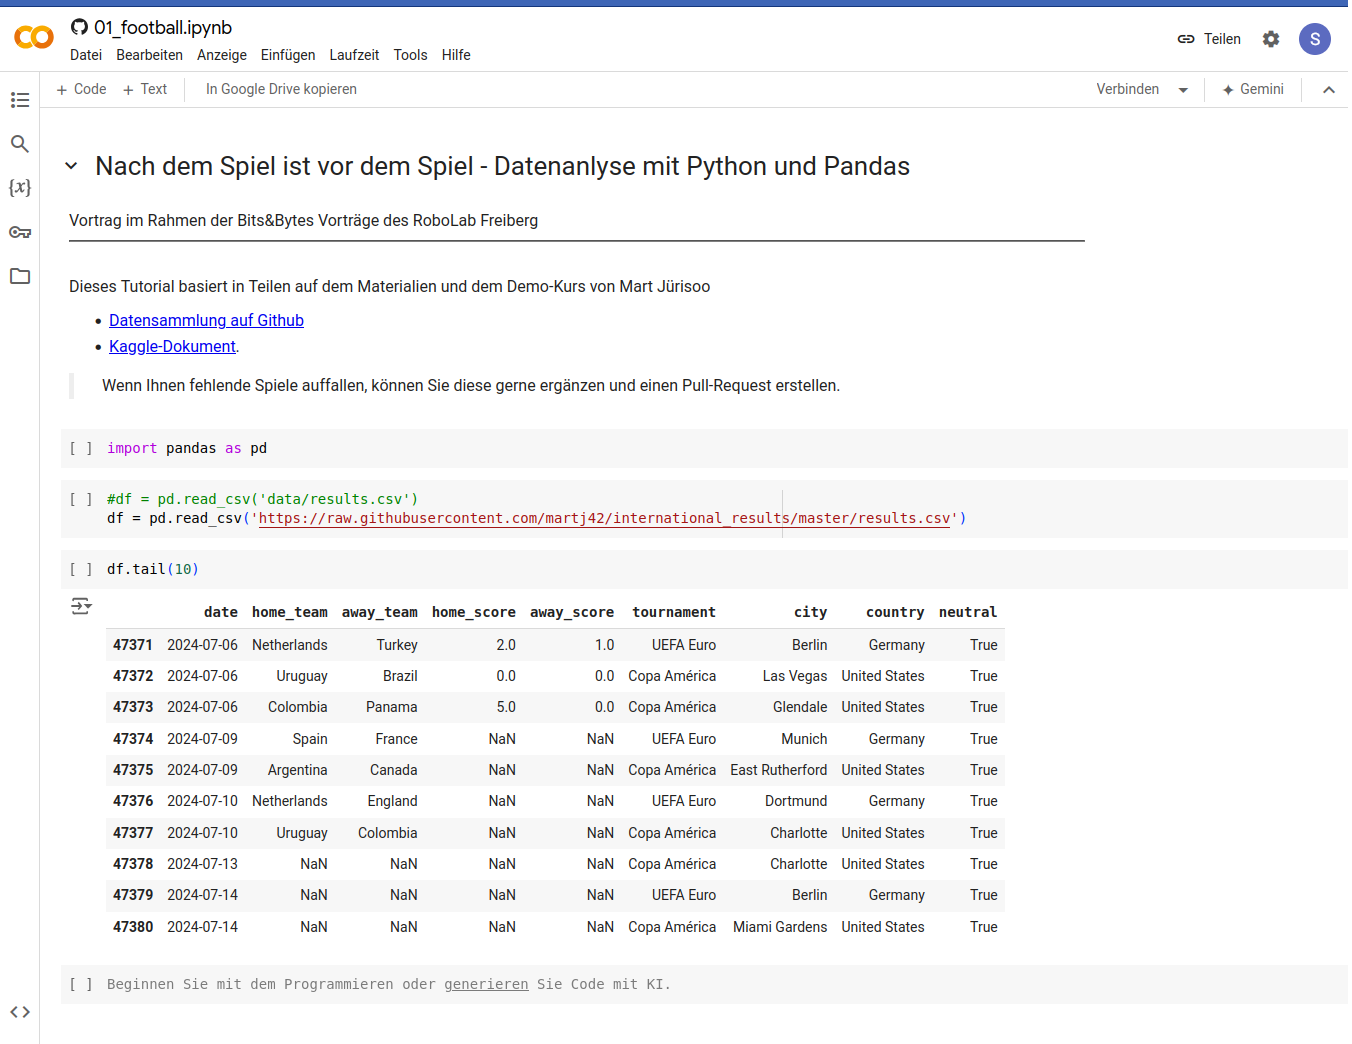 01_football.ipynb
Datei Bearbeiten Anzeige Einfügen Laufzeit Tools Hilfe
Teilen
S
+ Code + Text In Google Drive kopieren
Verbinden Gemini
{x}
Nach dem Spiel ist vor dem Spiel - Datenanlyse mit Python und Pandas
Vortrag im Rahmen der Bits&Bytes Vorträge des RoboLab Freiberg
Dieses Tutorial basiert in Teilen auf dem Materialien und dem Demo-Kurs von Mart Jürisoo
• Datensammlung auf Github
• Kaggle-Dokument.
Wenn Ihnen fehlende Spiele auffallen, können Sie diese gerne ergänzen und einen Pull-Request erstellen.
[ ] import pandas as pd
[ ] #df = pd.read_csv('data/results.csv')
df = pd.read_csv('https://raw.githubusercontent.com/martj42/international_results/master/results.csv')
[ ] df.tail(10)
date home_team away_team home_score away_score tournament city country neutral
47371 2024-07-06 Netherlands Turkey 2.0 1.0 UEFA Euro Berlin Germany True
47372 2024-07-06 Uruguay Brazil 0.0 0.0 Copa América Las Vegas United States True
47373 2024-07-06 Colombia Panama 5.0 0.0 Copa América Glendale United States True
47374 2024-07-09 Spain France NaN NaN UEFA Euro Munich Germany True
47375 2024-07-09 Argentina Canada NaN NaN Copa América East Rutherford United States True
47376 2024-07-10 Netherlands England NaN NaN UEFA Euro Dortmund Germany True
47377 2024-07-10 Uruguay Colombia NaN NaN Copa América Charlotte United States True
47378 2024-07-13 NaN NaN NaN NaN Copa América Charlotte United States True
47379 2024-07-14 NaN NaN NaN NaN UEFA Euro Berlin Germany True
47380 2024-07-14 NaN NaN NaN NaN Copa América Miami Gardens United States True
[ ] Beginnen Sie mit dem Programmieren oder generieren Sie Code mit KI.